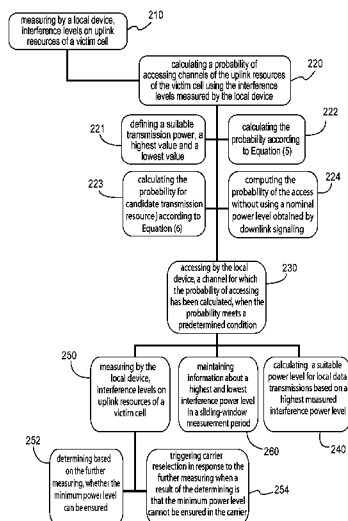 measuring by a local device,
interference levels on uplink
resources of a victim cell
210
calculating a probability of
accessing channels of the uplink resources
of the victim cell using the interference
levels measured by the local device
220
defining a suitable
transmission power, a
highest value and a
lowest value
221
calculating the
probability according
to Equation (5)
222
calculating the
probability for
candidate transmission
resource j according to
Equation (6)
223
computing the
probability of the access
without using a nominal
power level obtained by
downlink signaling
224
accessing by the local
device, a channel for which
the probability of accessing
has been calculated, when the
probability meets a
predetermined condition
230
250
measuring by the
local device,
interference levels on
uplink resources of a
victim cell
maintaining
information about a
highest and lowest
interference power level
in a sliding-window
measurement period
260
calculating a suitable
power level for local data
transmissions based on a
highest measured
interference power level
240
252
determining based
on the further
measuring, whether the
minimum power level
can be ensured
triggering carrier
reselection in response to
the further measuring when a
result of the determining is
that the minimum power level
cannot be ensured in the carrier
254